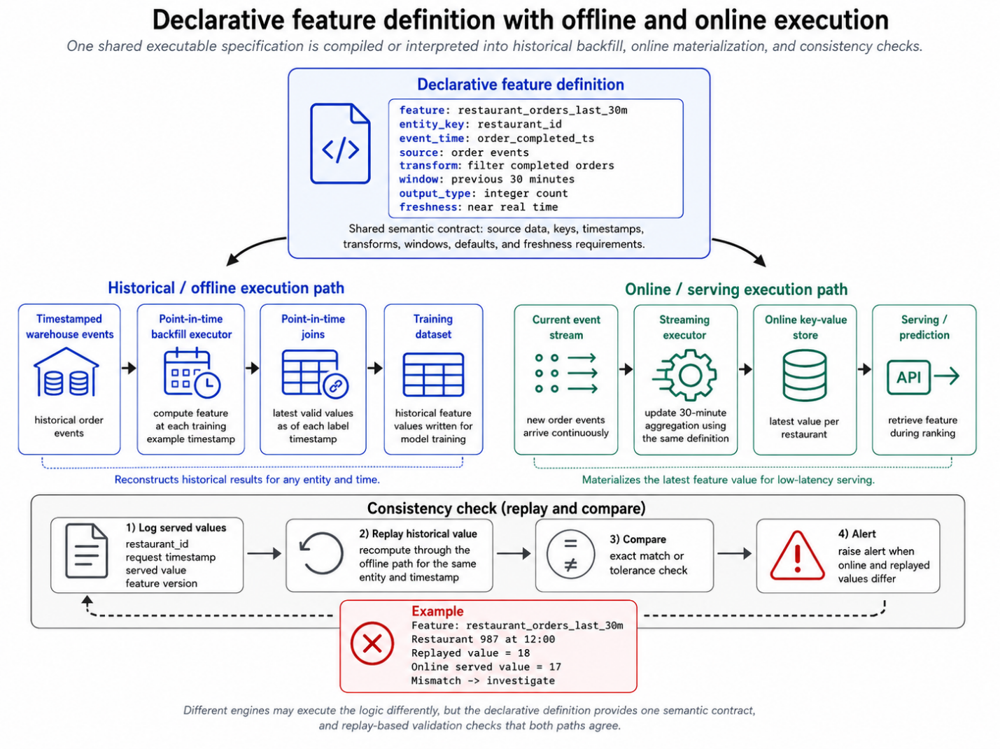 Declarative feature definition with offline and online execution
One shared executable specification is compiled or interpreted into historical backfill, online materialization, and consistency checks.
Declarative feature definition
</>
feature: restaurant_orders_last_30m
entity_key: restaurant_id
event_time: order_completed_ts
source: order events
transform: filter completed orders
window: previous 30 minutes
output_type: integer count
freshness: near real time
Shared semantic contract: source data, keys, timestamps,
transforms, windows, defaults, and freshness requirements.
Historical / offline execution path
Timestamped
warehouse events
historical order
events
Point-in-time
backfill executor
compute feature
at each training
example timestamp
Point-in-time
joins
latest valid values
as of each label
timestamp
Training
dataset
historical feature
values written for
model training
Reconstructs historical results for any entity and time.
Online / serving execution path
Current event
stream
new order events
arrive continuously
Streaming
executor
update 30-minute
aggregation using
the same definition
Online key-value
store
latest value per
restaurant
Serving /
prediction
API
retrieve feature
during ranking
Materializes the latest feature value for low-latency serving.
Consistency check (replay and compare)
1) Log served values
restaurant_id
request timestamp
served value
feature version
2) Replay historical value
recompute through the
offline path for the same
entity and timestamp
=
≠
3) Compare
exact match or
tolerance check
4) Alert
raise alert when
online and replayed
values differ
Example
Feature: restaurant_orders_last_30m
Restaurant 987 at 12:00
Replayed value = 18
Online served value = 17
Mismatch -> investigate
Different engines may execute the logic differently, but the declarative definition provides one semantic contract,
and replay-based validation checks that both paths agree.